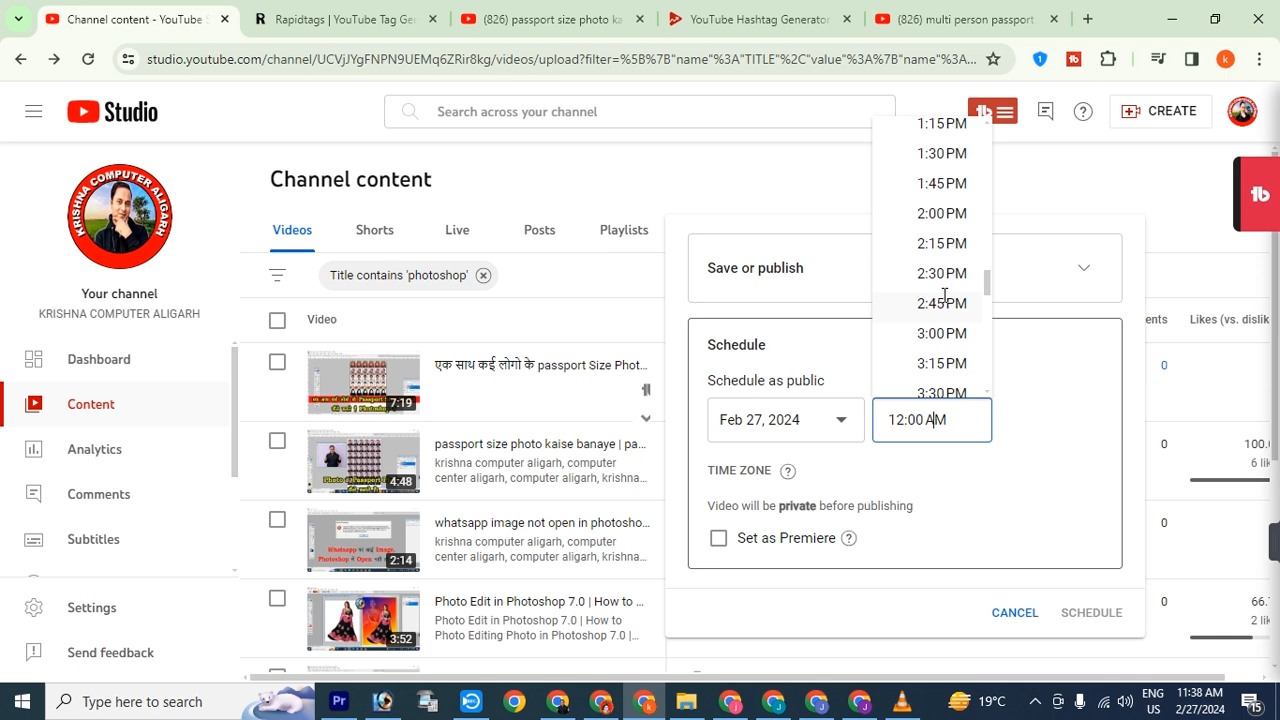 Channel content - YouTube S
Rapidtags | YouTube Tag Ge
(826) passport size photo ka
YouTube Hashtag Generator
(825) multi person passport
studio.youtube.com/channel/UCVjJYgFNPN9UEMq6ZRir8kg/videos/upload?filter=%5B%7B"name"%3A"TITLE"%2C"value"%3A%7B"name"%3A...
Studio
Search across your channel
CREATE
KRISHNA COMPUTER ALIGARH
Your channel
KRISHNA COMPUTER ALIGARH
Dashboard
Content
Analytics
Comments
Subtitles
Settings
Send feedback
Channel content
Videos
Shorts
Live
Posts
Playlists
Title contains 'photoshop'
Video
ents
Likes (vs. dislik
एक साथ कई लोगो के passport Size Phot...
7:19
0
passport size photo kaise banaye | pa...
krishna computer aligarh, computer
center aligarh, computer aligarh, krishna...
4:48
0
100.
6 lik
whatsapp image not open in photosho...
krishna computer aligarh, computer
center aligarh, computer aligarh, krishna...
2:14
0
Photo Edit in Photoshop 7.0 | How to ...
Photo Edit in Photoshop 7.0 | How to
Photo Editing Photo in Photoshop 7.0 |...
3:52
0
66.
2 lik
1:15 PM
1:30 PM
1:45 PM
2:00 PM
2:15 PM
2:30 PM
2:45 PM
3:00 PM
3:15 PM
3:30 PM
Save or publish
Schedule
Schedule as public
Feb 27, 2024
12:00 AM
TIME ZONE
Video will be private before publishing
Set as Premiere
CANCEL
SCHEDULE
Type here to search
19°C
ENG
US
11:38 AM
2/27/2024
15